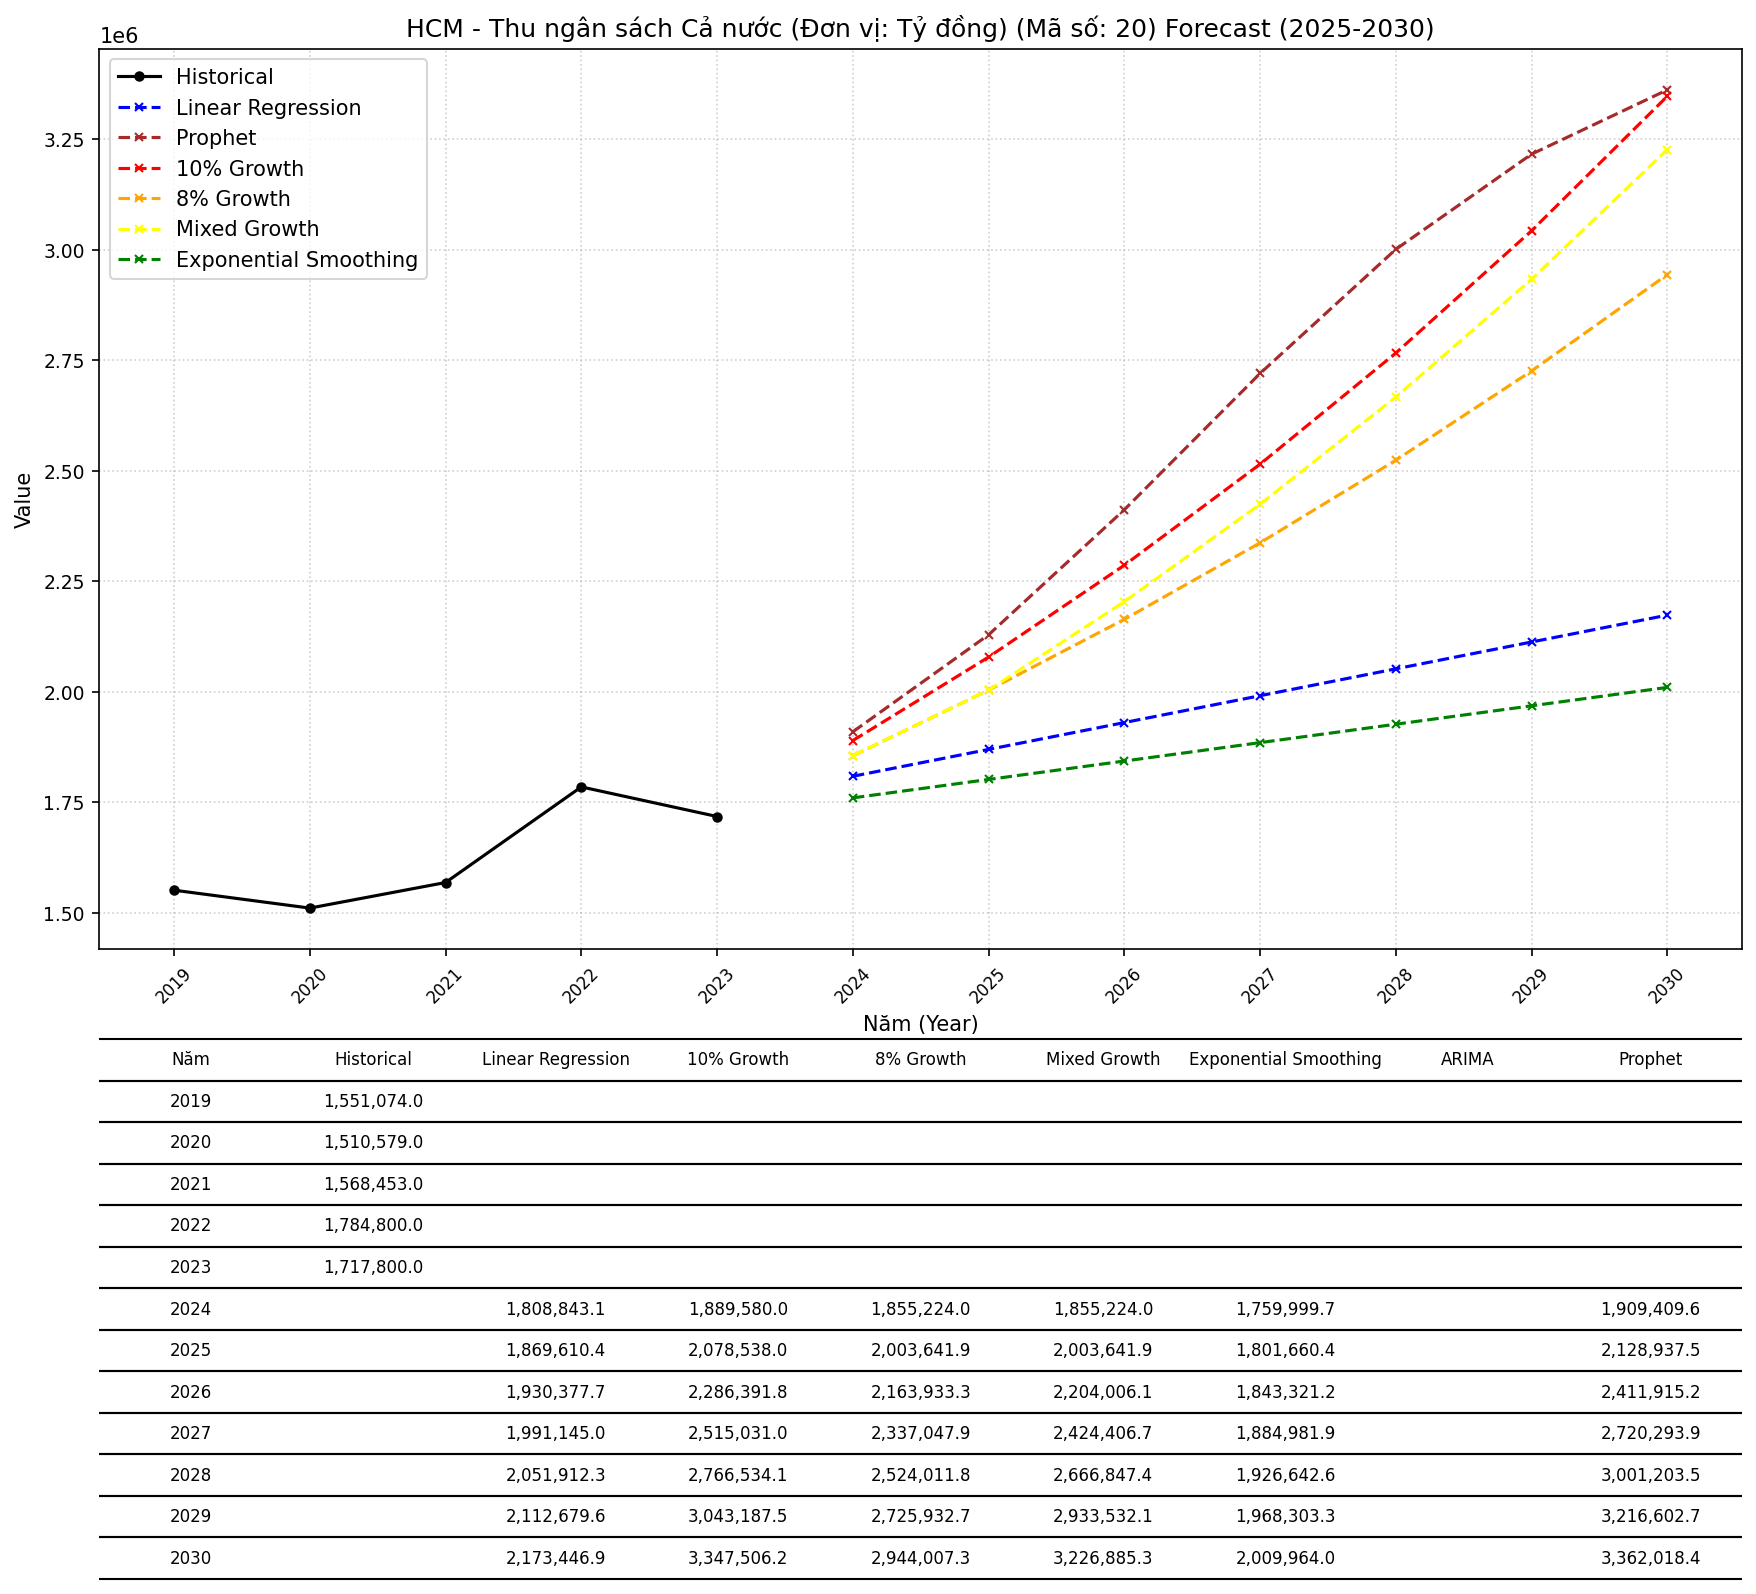 HCM - Thu ngân sách Cả nước (Đơn vị: Tỷ đồng) (Mã số: 20) Forecast (2025-2030)
1e6
Historical
Linear Regression
Prophet
10% Growth
8% Growth
Mixed Growth
Exponential Smoothing
3.25
3.00
2.75
2.50
2.25
2.00
1.75
1.50
Value
2019 2020 2021 2022 2023 2024 2025 2026 2027 2028 2029 2030
Năm (Year)
Năm Historical Linear Regression 10% Growth 8% Growth Mixed Growth Exponential Smoothing ARIMA Prophet
2019 1,551,074.0
2020 1,510,579.0
2021 1,568,453.0
2022 1,784,800.0
2023 1,717,800.0
2024 1,808,843.1 1,889,580.0 1,855,224.0 1,855,224.0 1,759,999.7 1,909,409.6
2025 1,869,610.4 2,078,538.0 2,003,641.9 2,003,641.9 1,801,660.4 2,128,937.5
2026 1,930,377.7 2,286,391.8 2,163,933.3 2,204,006.1 1,843,321.2 2,411,915.2
2027 1,991,145.0 2,515,031.0 2,337,047.9 2,424,406.7 1,884,981.9 2,720,293.9
2028 2,051,912.3 2,766,534.1 2,524,011.8 2,666,847.4 1,926,642.6 3,001,203.5
2029 2,112,679.6 3,043,187.5 2,725,932.7 2,933,532.1 1,968,303.3 3,216,602.7
2030 2,173,446.9 3,347,506.2 2,944,007.3 3,226,885.3 2,009,964.0 3,362,018.4